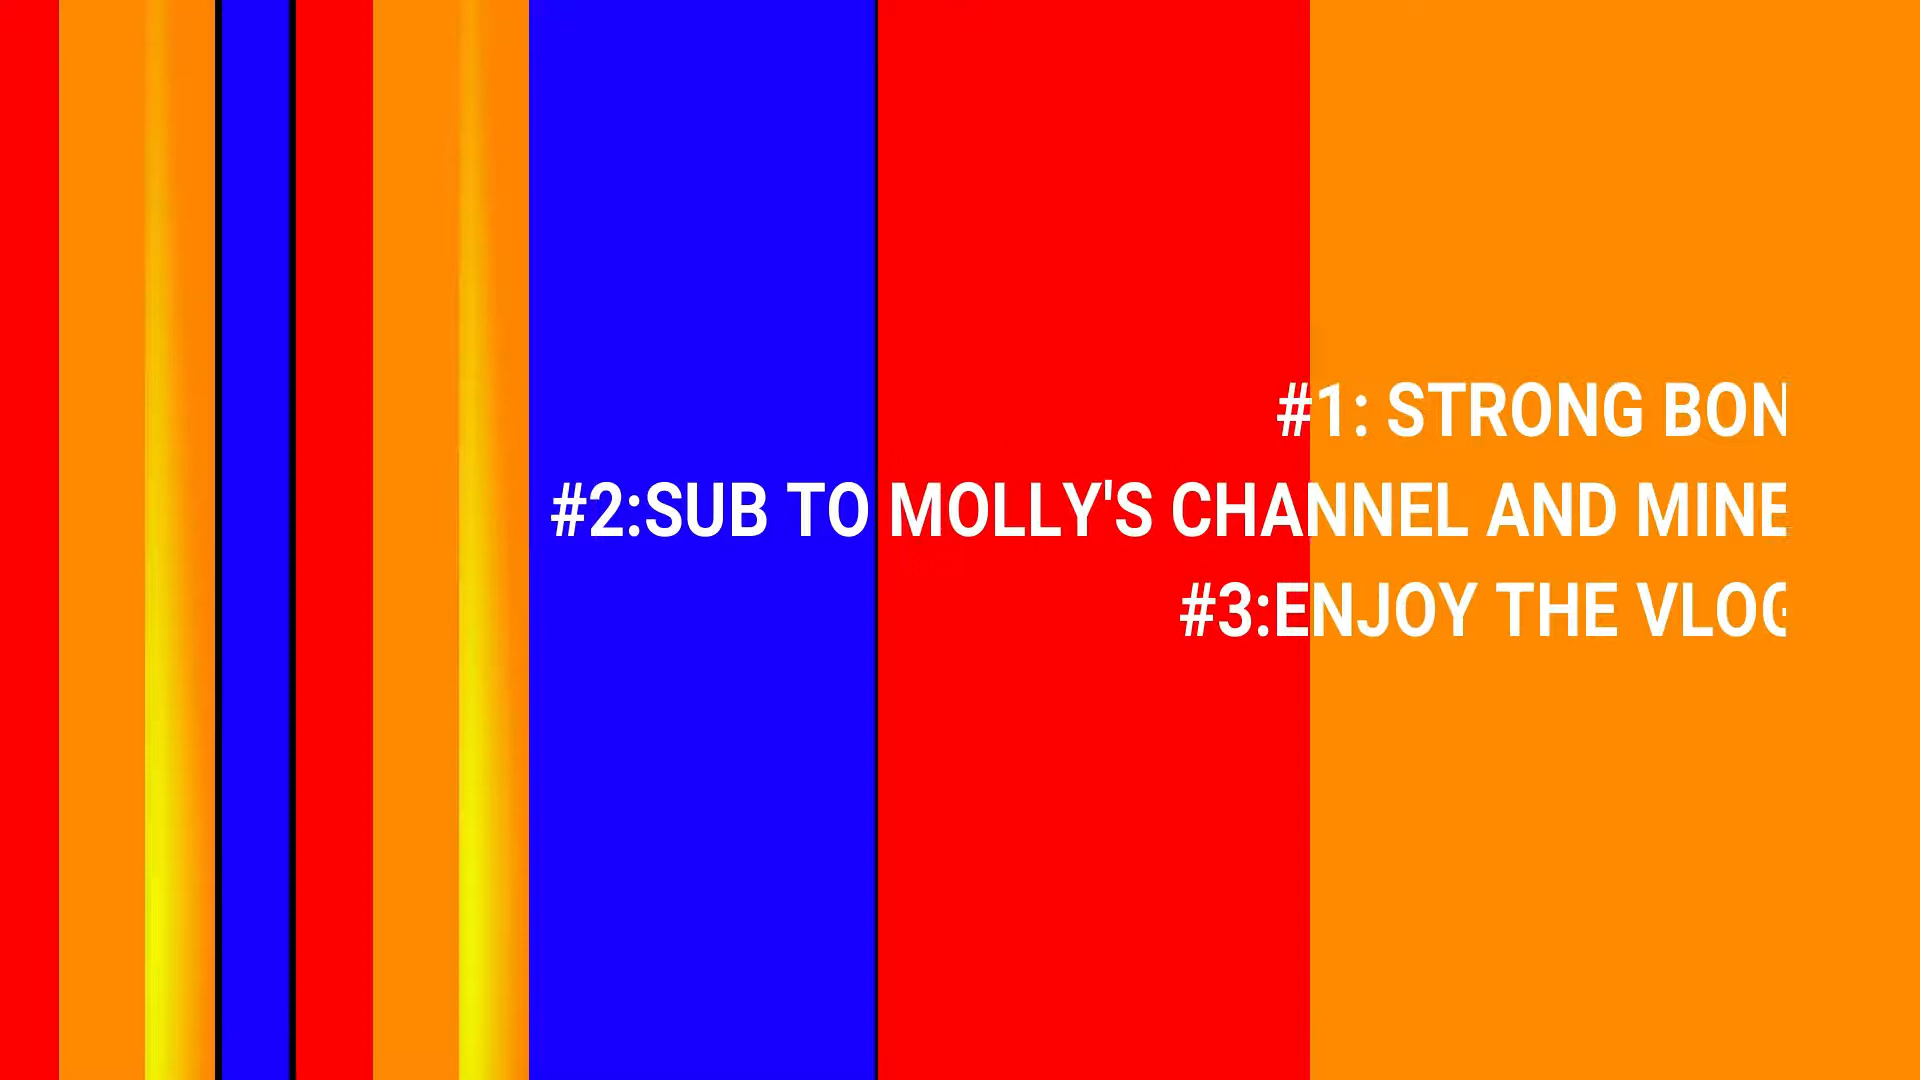 #1: STRONG BON
#2:SUB TO MOLLY'S CHANNEL AND MINE
#3:ENJOY THE VLOG